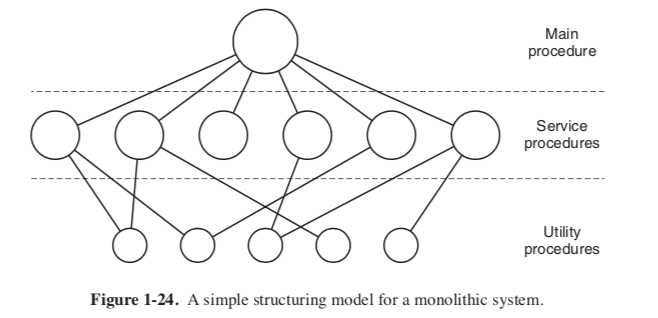 Main
procedure
Service
procedures
Utility
procedures
Figure 1-24. A simple structuring model for a monolithic system.